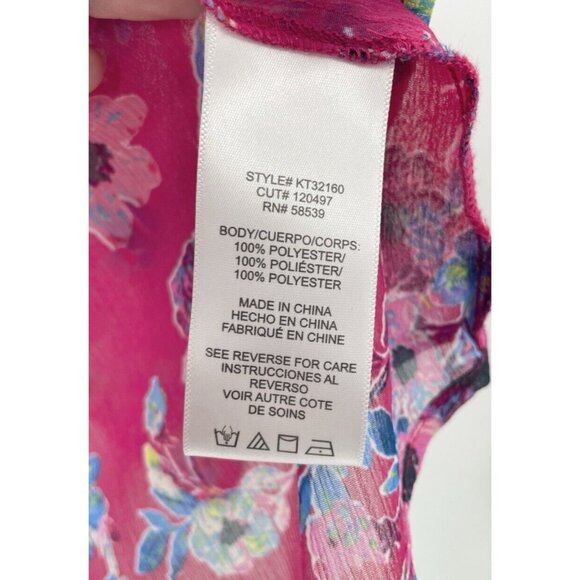 STYLE# KT32160
CUT# 120497
RN# 58539
BODY/CUERPO/CORPS:
100% POLYESTER/
100% POLIÉSTER/
100% POLYESTER
MADE IN CHINA
HECHO EN CHINA
FABRIQUÉ EN CHINE
SEE REVERSE FOR CARE
INSTRUCCIONES AL
REVERSO
VOIR AUTRE COTE
DE SOINS